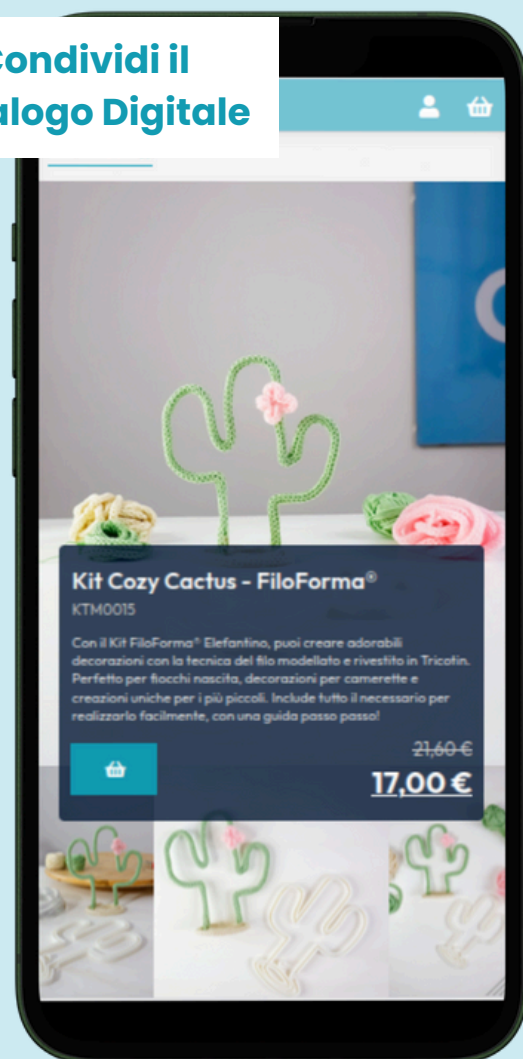 Condividi il
alogo Digitale
Kit Cozy Cactus - FiloForma®
KTM0015
Con il Kit FiloForma® Elefantino, puoi creare adorabili
decorazioni con la tecnica del filo modellato e rivestito in Tricotin.
Perfetto per fiocchi nascita, decorazioni per camerette e
creazioni uniche per i più piccoli. Include tutto il necessario per
realizzarlo facilmente, con una guida passo passo!
21,60 €
17,00 €